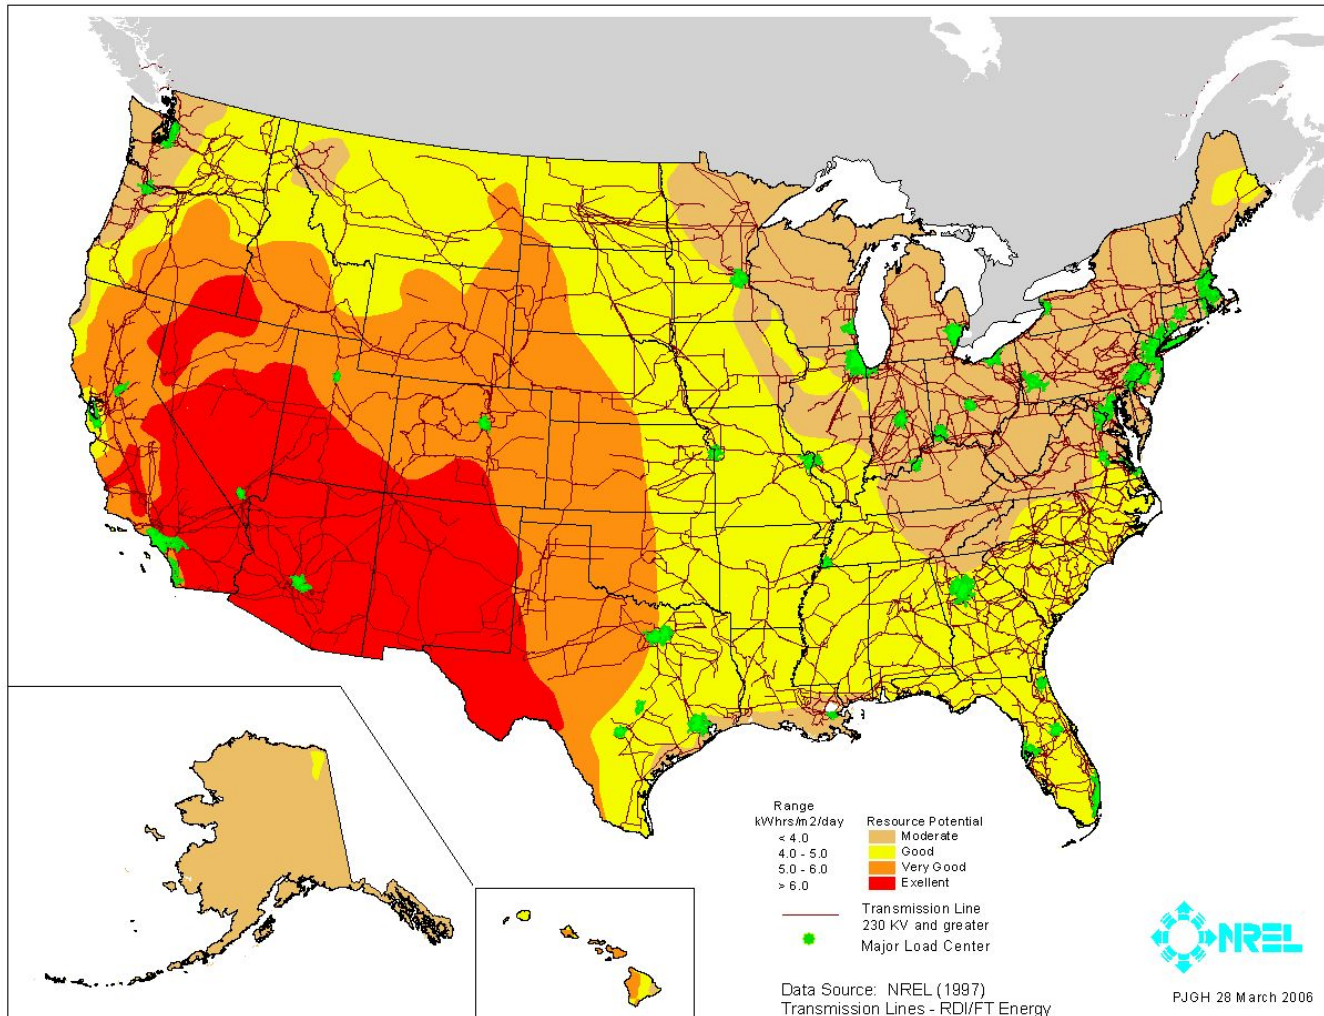 Range
kWhrs/m2/day
Resource Potential
< 4.0 Moderate
4.0 - 5.0 Good
5.0 - 6.0 Very Good
> 6.0 Exellent
Transmission Line
230 KV and greater
Major Load Center
Data Source: NREL (1997)
Transmission Lines - RDI/FT Energy
NREL
PJGH 28 March 2006